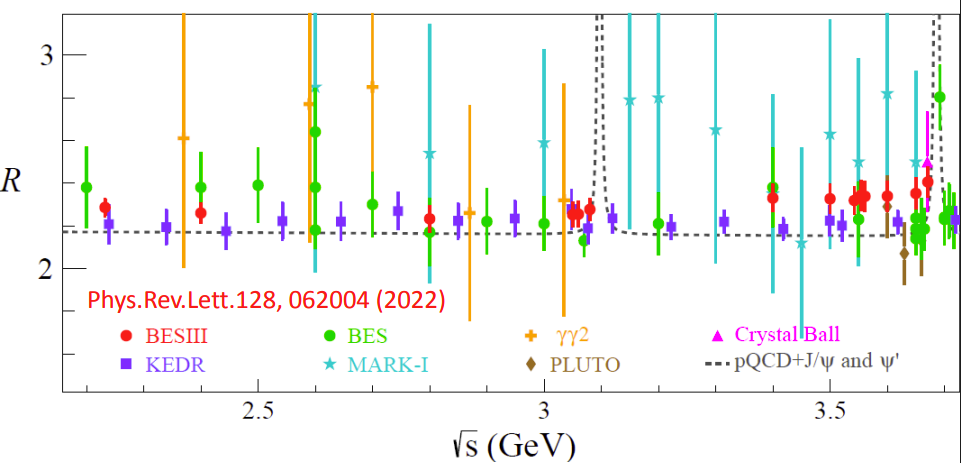 3
R
2
Phys.Rev.Lett.128, 062004 (2022)
BESIII BES γγ2 Crystal Ball
KEDR MARK-I PLUTO pQCD+J/ψ and ψ'
2.5 3 3.5
√s (GeV)